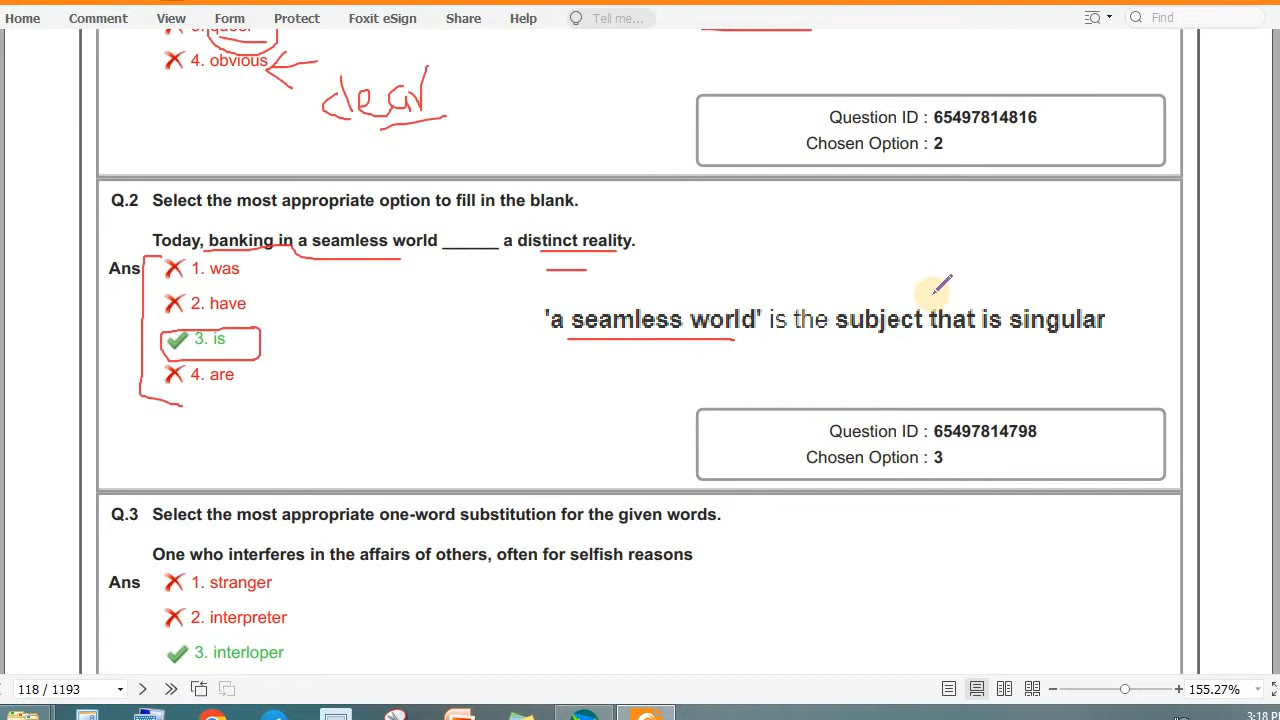 Home Comment View Form Protect Foxit eSign Share Help Tell me... Find
4. obvious
clear
Question ID : 65497814816
Chosen Option : 2
Q.2 Select the most appropriate option to fill in the blank.
Today, banking in a seamless world ______ a distinct reality.
Ans 1. was
2. have
'a seamless world' is the subject that is singular
3. is
4. are
Question ID : 65497814798
Chosen Option : 3
Q.3 Select the most appropriate one-word substitution for the given words.
One who interferes in the affairs of others, often for selfish reasons
Ans 1. stranger
2. interpreter
3. interloper
118 / 1193 155.27%